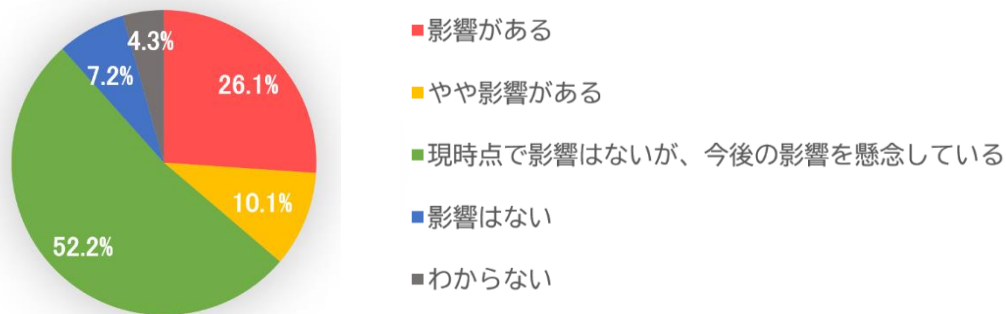 4.3%
7.2%
26.1%
10.1%
52.2%
影響がある
やや影響がある
現時点で影響はないが、今後の影響を懸念している
影響はない
わからない